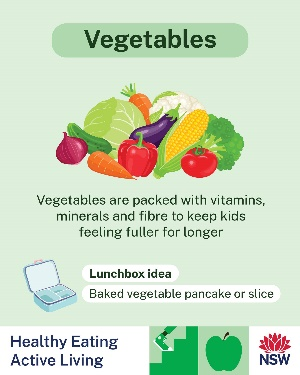 Vegetables
Vegetables are packed with vitamins,
minerals and fibre to keep kids
feeling fuller for longer
Lunchbox idea
Baked vegetable pancake or slice
Healthy Eating
Active Living
NSW